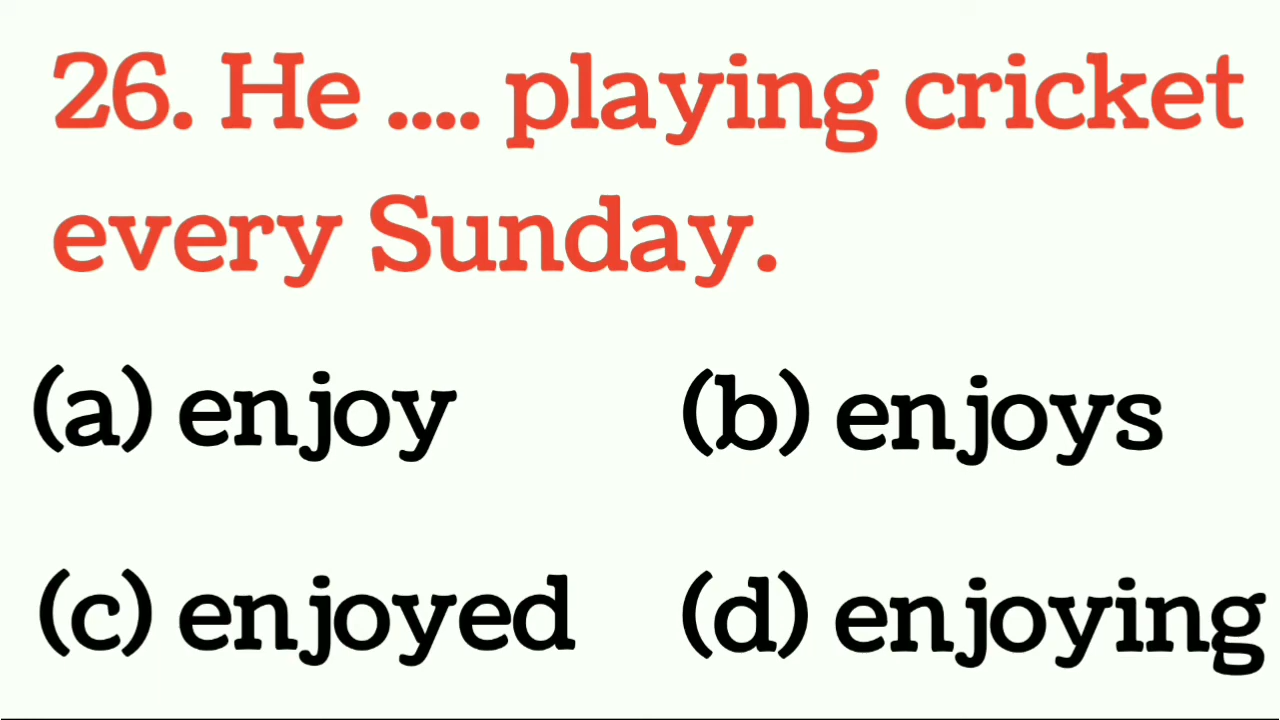 26. He .... playing cricket
every Sunday.
(a) enjoy (b) enjoys
(c) enjoyed (d) enjoying